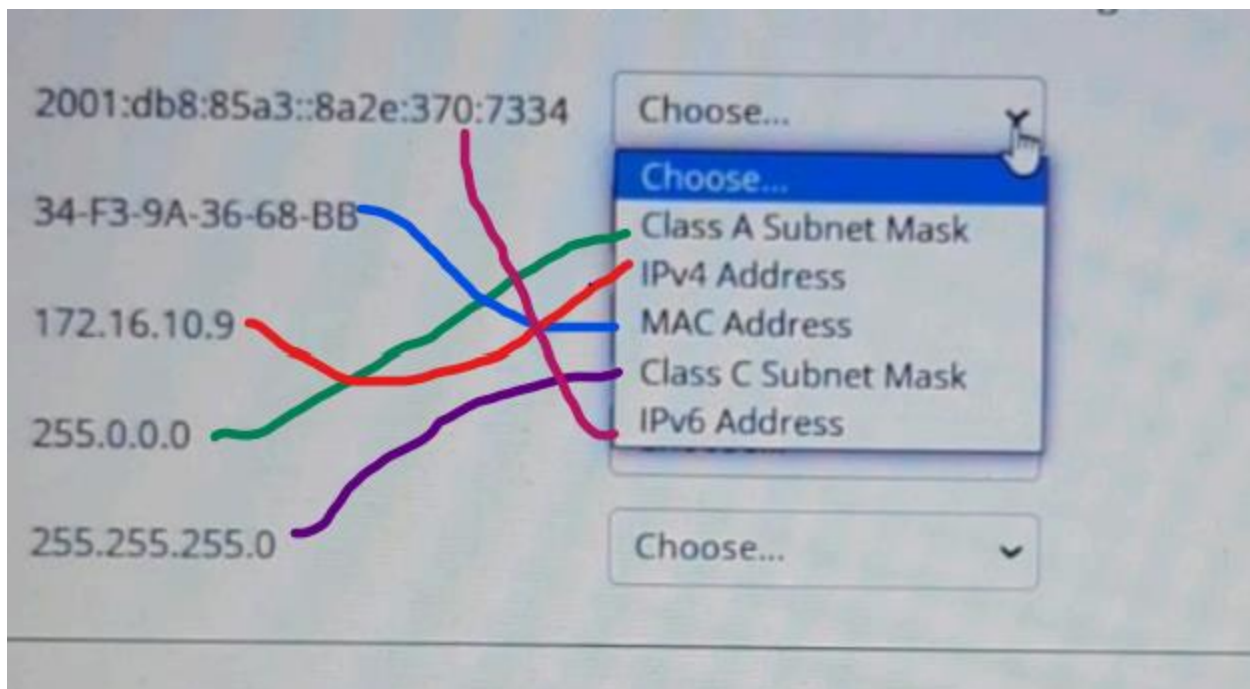 2001:db8:85a3::8a2e:370:7334
Choose...
Choose...
34-F3-9A-36-68-BB
Class A Subnet Mask
IPv4 Address
172.16.10.9
MAC Address
Class C Subnet Mask
255.0.0.0
IPv6 Address
255.255.255.0
Choose...